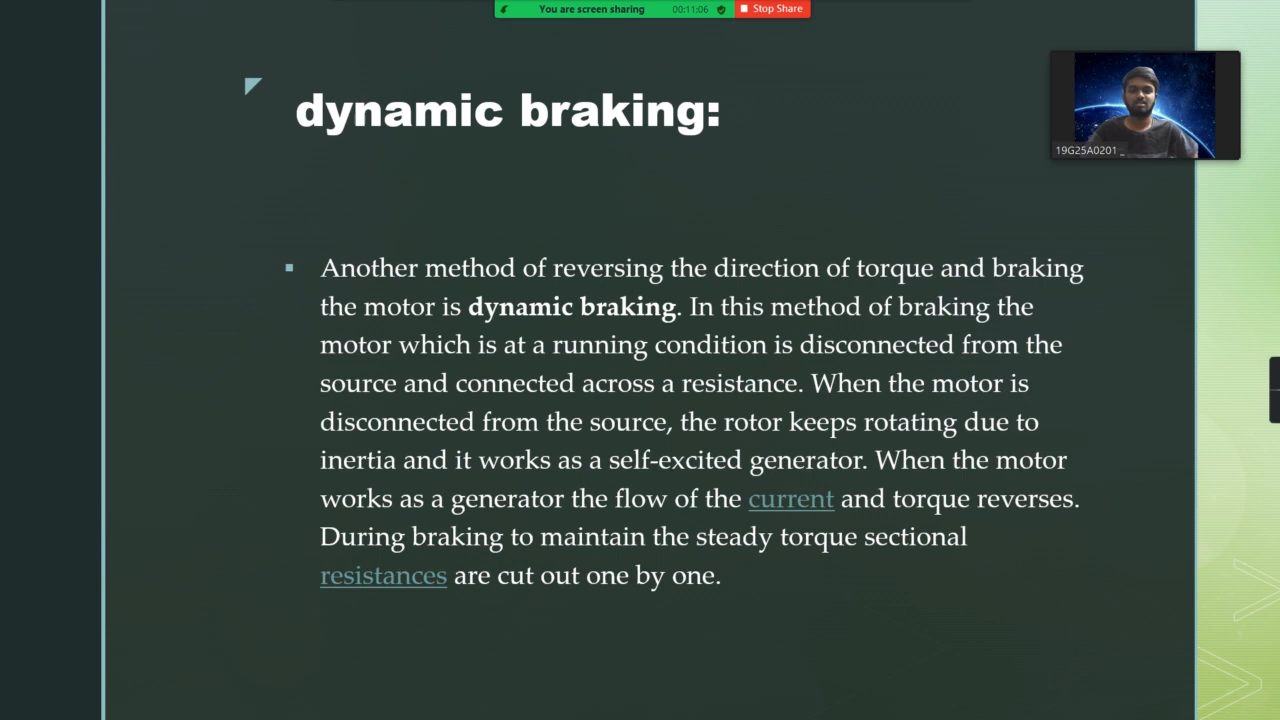 You are screen sharing 00:11:06 Stop Share
dynamic braking:
19G25A0201 _
Another method of reversing the direction of torque and braking
the motor is dynamic braking. In this method of braking the
motor which is at a running condition is disconnected from the
source and connected across a resistance. When the motor is
disconnected from the source, the rotor keeps rotating due to
inertia and it works as a self-excited generator. When the motor
works as a generator the flow of the current and torque reverses.
During braking to maintain the steady torque sectional
resistances are cut out one by one.